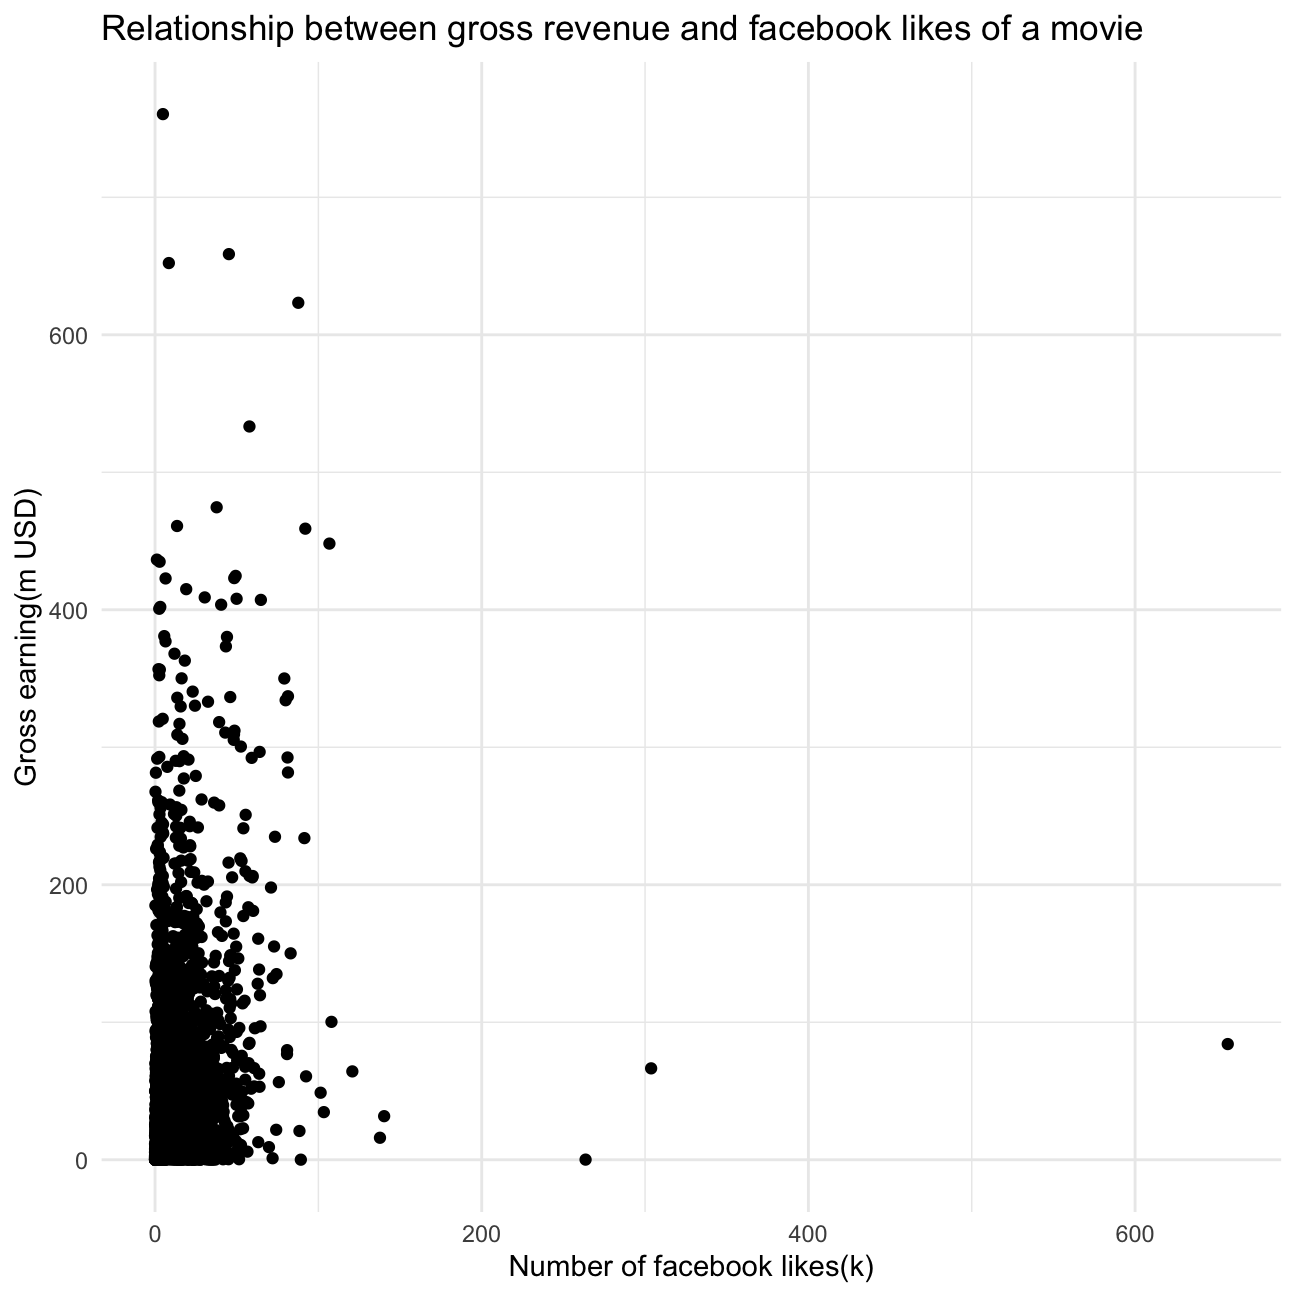 Relationship between gross revenue and facebook likes of a movie
Gross earning(m USD)
600
400
200
0
0 200 400 600
Number of facebook likes(k)